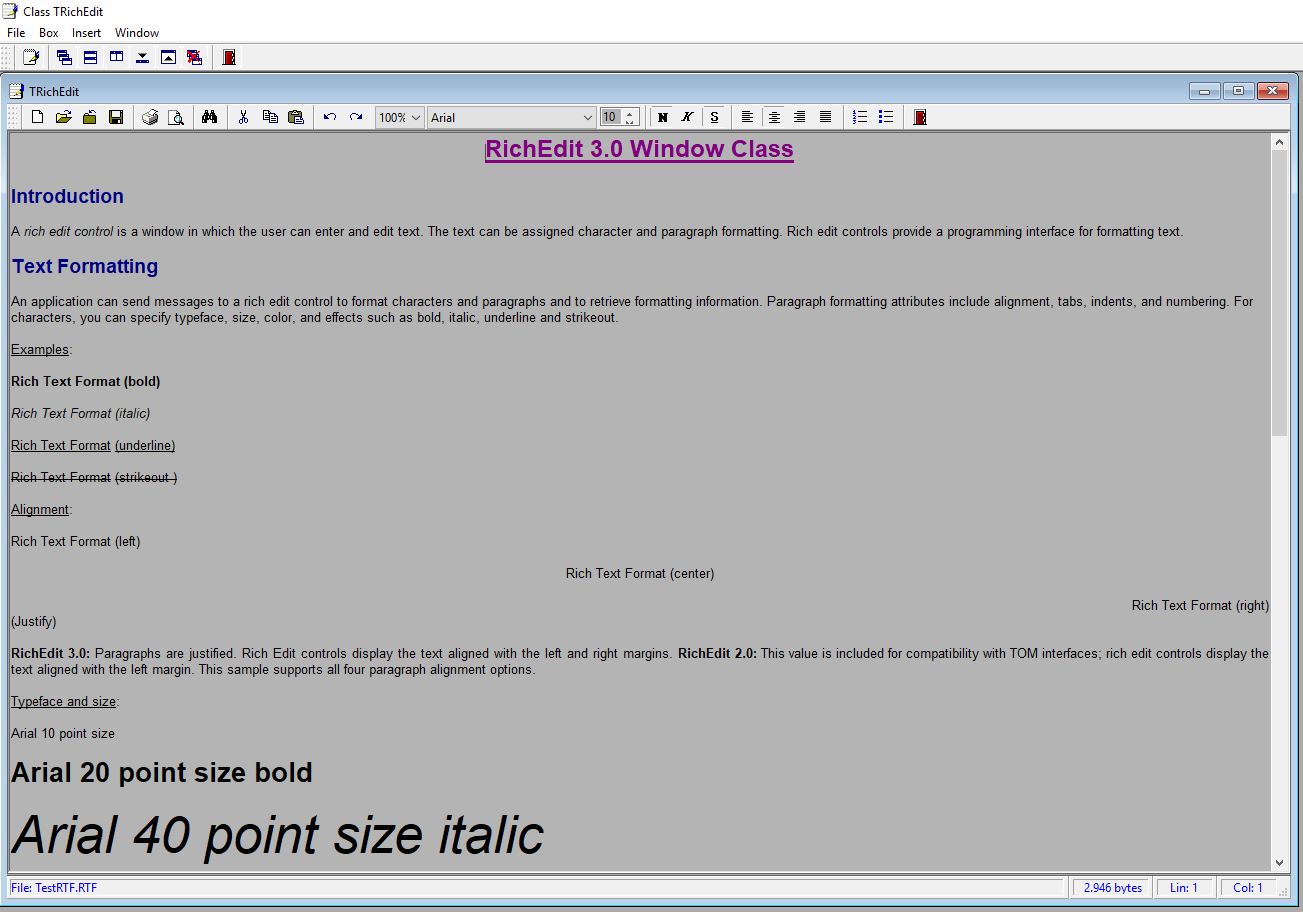 Class TRichEdit
File Box Insert Window
TRichEdit
100% Arial 10 N K S
RichEdit 3.0 Window Class
Introduction
A rich edit control is a window in which the user can enter and edit text. The text can be assigned character and paragraph formatting. Rich edit controls provide a programming interface for formatting text.
Text Formatting
An application can send messages to a rich edit control to format characters and paragraphs and to retrieve formatting information. Paragraph formatting attributes include alignment, tabs, indents, and numbering. For
characters, you can specify typeface, size, color, and effects such as bold, italic, underline and strikeout.
Examples:
Rich Text Format (bold)
Rich Text Format (italic)
Rich Text Format (underline)
Rich Text Format (strikeout )
Alignment:
Rich Text Format (left)
Rich Text Format (center)
Rich Text Format (right)
(Justify)
RichEdit 3.0: Paragraphs are justified. Rich Edit controls display the text aligned with the left and right margins. RichEdit 2.0: This value is included for compatibility with TOM interfaces; rich edit controls display the
text aligned with the left margin. This sample supports all four paragraph alignment options.
Typeface and size:
Arial 10 point size
Arial 20 point size bold
Arial 40 point size italic
File: TestRTF.RTF 2.946 bytes Lin: 1 Col: 1